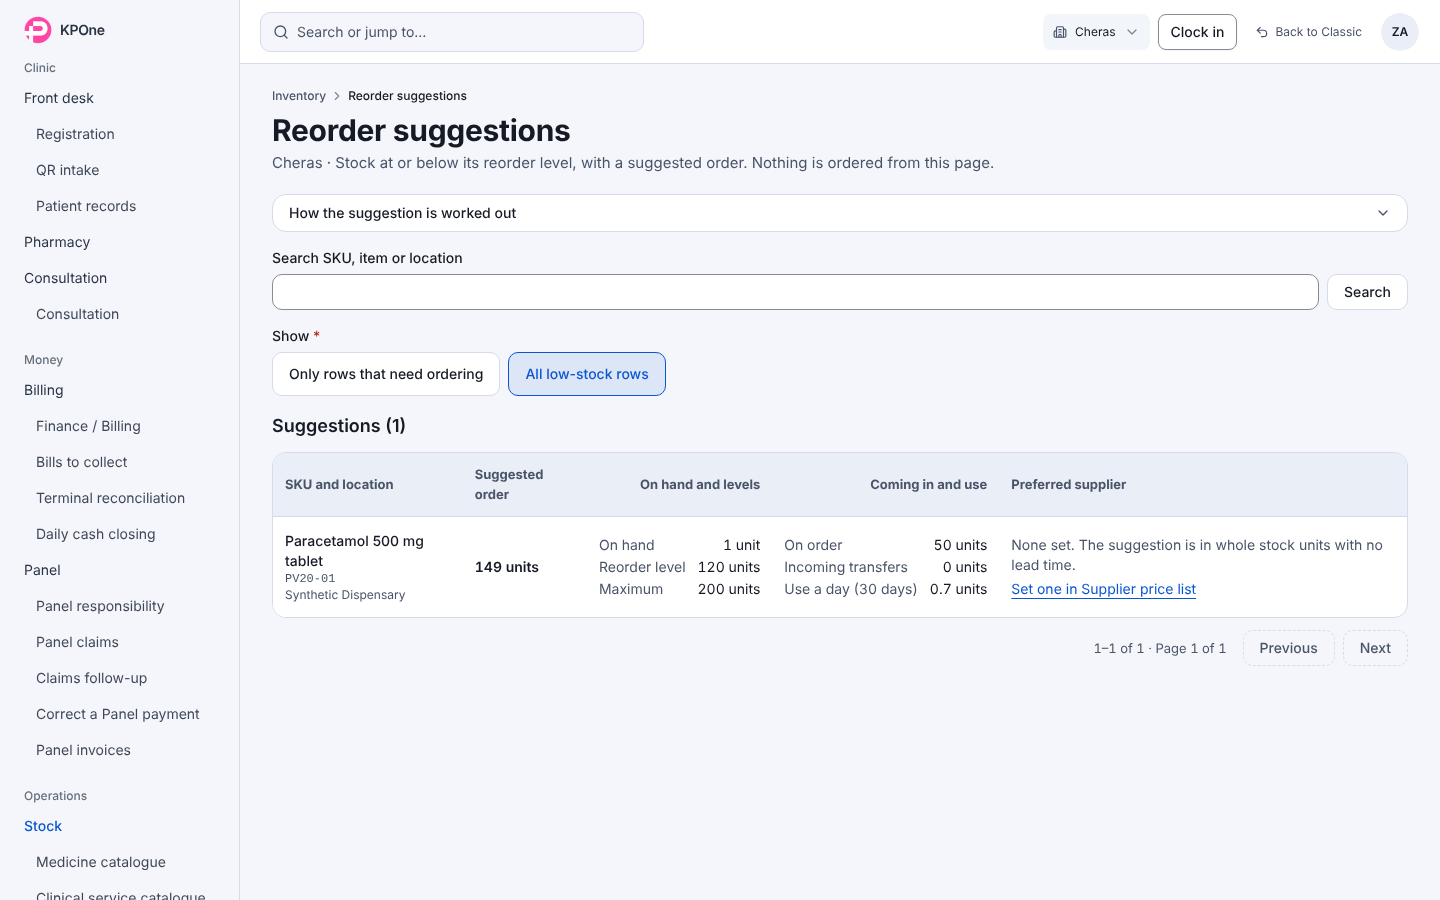 KPOne
Search or jump to...
Cheras
Clock in
Back to Classic
ZA
Clinic
Front desk
Registration
QR intake
Patient records
Pharmacy
Consultation
Consultation
Money
Billing
Finance / Billing
Bills to collect
Terminal reconciliation
Daily cash closing
Panel
Panel responsibility
Panel claims
Claims follow-up
Correct a Panel payment
Panel invoices
Operations
Stock
Medicine catalogue
Clinical service catalogue
Inventory
Reorder suggestions
Reorder suggestions
Cheras · Stock at or below its reorder level, with a suggested order. Nothing is ordered from this page.
How the suggestion is worked out
Search SKU, item or location
Search
Show *
Only rows that need ordering
All low-stock rows
Suggestions (1)
SKU and location
Suggested
order
On hand and levels
Coming in and use
Preferred supplier
Paracetamol 500 mg
tablet
PV20-01
Synthetic Dispensary
149 units
On hand 1 unit
Reorder level 120 units
Maximum 200 units
On order 50 units
Incoming transfers 0 units
Use a day (30 days) 0.7 units
None set. The suggestion is in whole stock units with no
lead time.
Set one in Supplier price list
1–1 of 1 · Page 1 of 1
Previous
Next